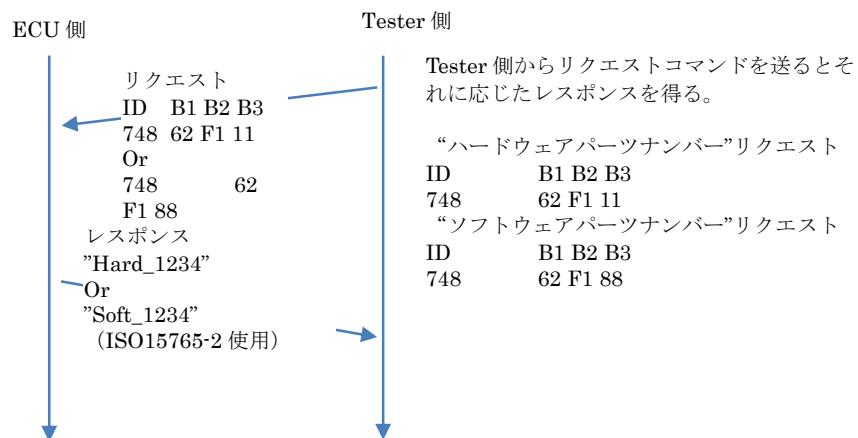 ECU 側
Tester 側
リクエスト
ID B1 B2 B3
748 62 F1 11
Or
748 62
F1 88
レスポンス
”Hard_1234”
Or
”Soft_1234”
（ISO15765-2 使用）
Tester 側からリクエストコマンドを送るとそ
れに応じたレスポンスを得る。
“ハードウェアパーツナンバー”リクエスト
ID B1 B2 B3
748 62 F1 11
“ソフトウェアパーツナンバー”リクエスト
ID B1 B2 B3
748 62 F1 88